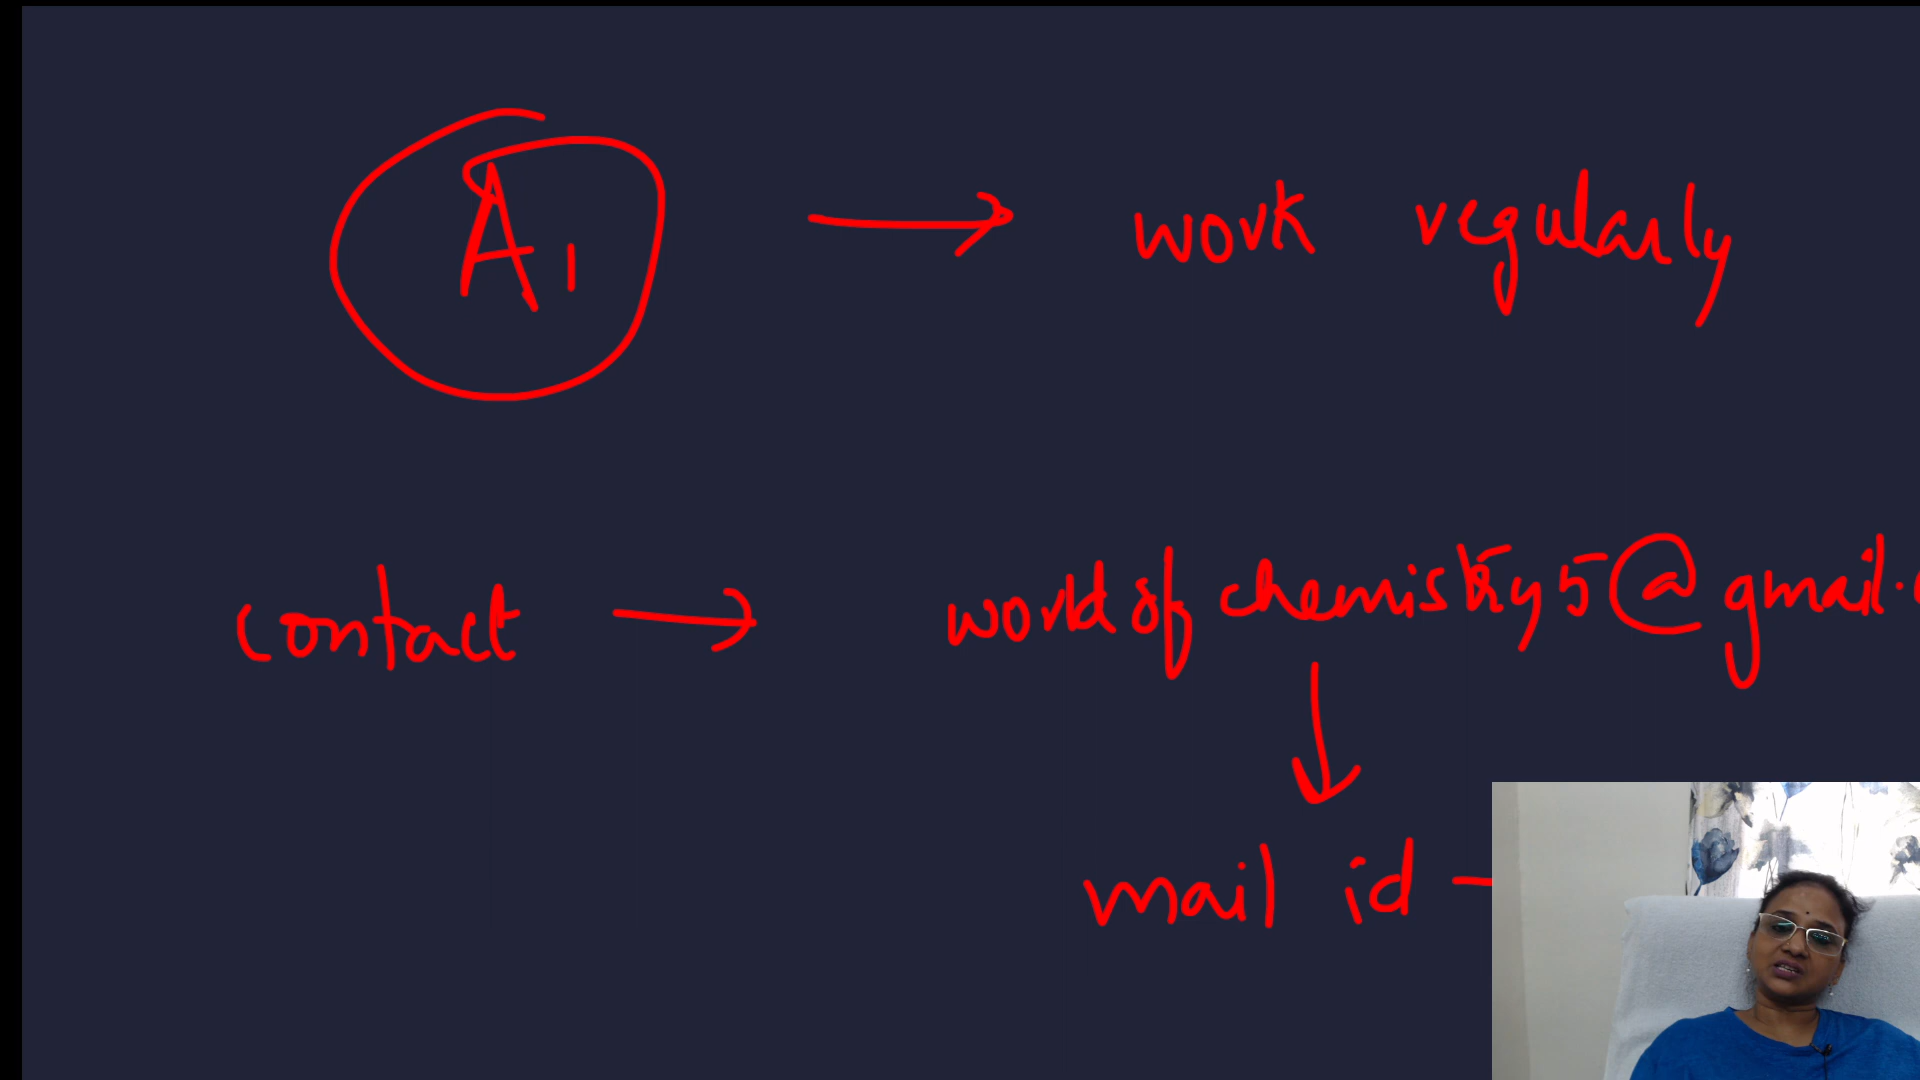 A1 → work regularly
contact → worldofchemistry5@gmail.
mail id -